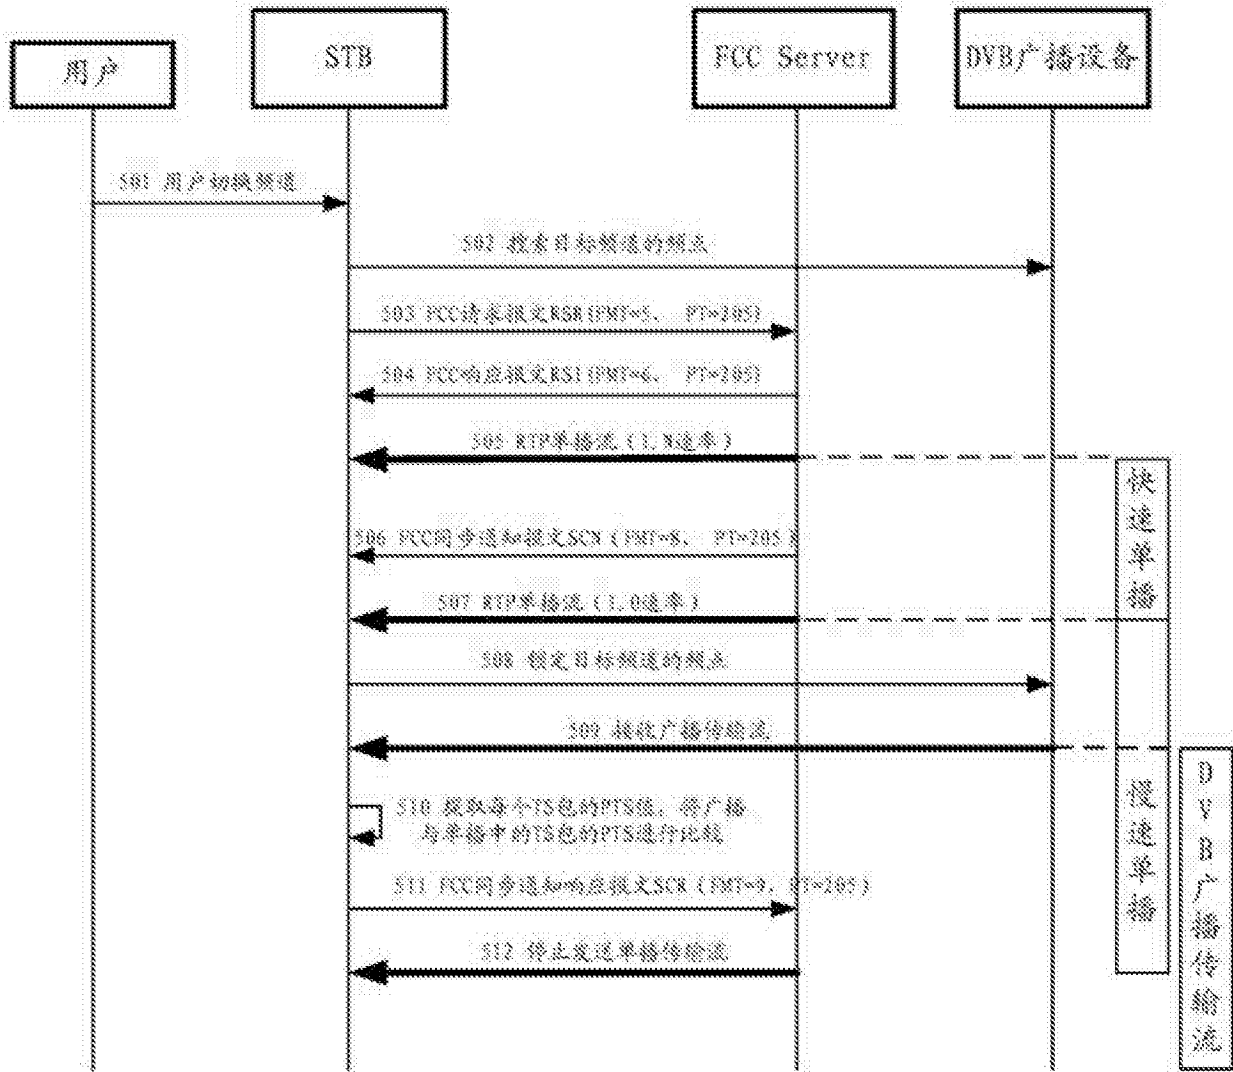 用户
STB
FCC Server
DVB广播设备
501 用户切换频道
502 搜索目标频道的频点
503 FCC请求报文RSR(FMT=5, PT=205)
504 FCC响应报文RSI(FMT=6, PT=205)
505 RTP单播流（1.N速率）
506 FCC同步通知报文SCN（FMT=8, PT=205）
507 RTP单播流（1.0速率）
508 锁定目标频道的频点
509 接收广播传输流
510 提取每个TS包的PTS值，将广播
与单播中的TS包的PTS进行比较
511 FCC同步通知响应报文SCR（FMT=9, PT=205）
512 停止发送单播传输流
快速单播
慢速单播
DVB广播传输流